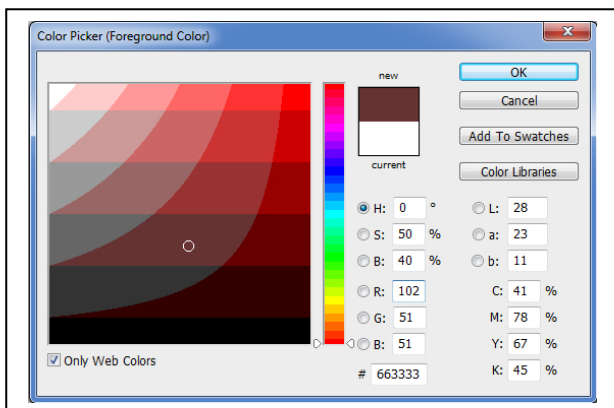 Color Picker (Foreground Color)
new
current
OK
Cancel
Add To Swatches
Color Libraries
H: 0 °
S: 50 %
B: 40 %
R: 102
G: 51
B: 51
# 663333
L: 28
a: 23
b: 11
C: 41 %
M: 78 %
Y: 67 %
K: 45 %
Only Web Colors